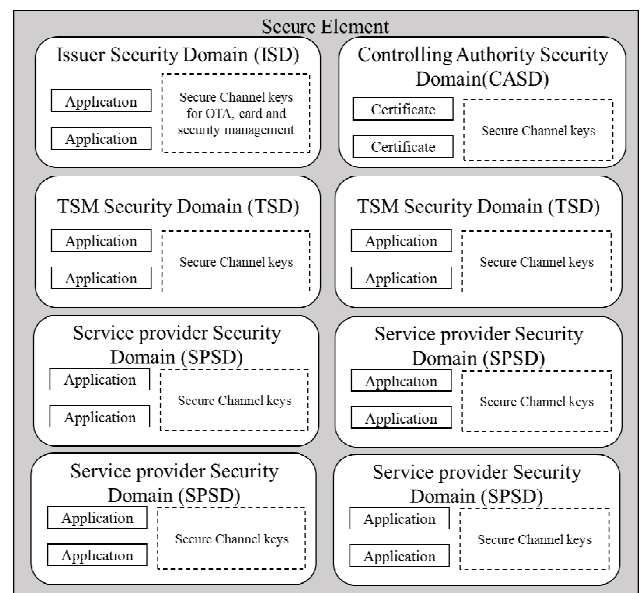 Secure Element
Issuer Security Domain (ISD)
Application
Application
Secure Channel keys
for OTA, card and
security management
Controlling Authority Security
Domain(CASD)
Certificate
Certificate
Secure Channel keys
TSM Security Domain (TSD)
Application
Application
Secure Channel keys
TSM Security Domain (TSD)
Application
Application
Secure Channel keys
Service provider Security
Domain (SPSD)
Application
Application
Secure Channel keys
Service provider Security
Domain (SPSD)
Application
Application
Secure Channel keys
Service provider Security
Domain (SPSD)
Application
Application
Secure Channel keys
Service provider Security
Domain (SPSD)
Application
Application
Secure Channel keys